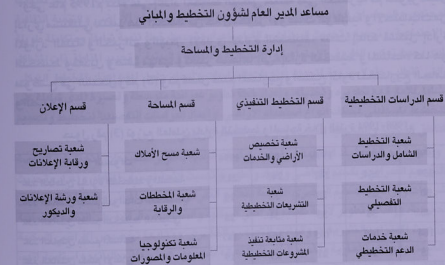 مساعد المدير العام لشؤون التخطيط والمباني
إدارة التخطيط والمساحة
قسم الدراسات التخطيطية
قسم التخطيط التنفيذي
قسم المساحة
قسم الإعلان
شعبة التخطيط
الشامل والدراسات
شعبة تخصيص
الأراضي والخدمات
شعبة مسح الأملاك
شعبة تصاريح
ورقابة الإعلانات
شعبة التخطيط
التفصيلي
شعبة
التشريعات التخطيطية
شعبة المخططات
والرقابة
شعبة ورشة الإعلانات
والديكور
شعبة خدمات
الدعم التخطيطي
شعبة متابعة تنفيذ
المشروعات التخطيطية
شعبة تكنولوجيا
المعلومات والمصورات